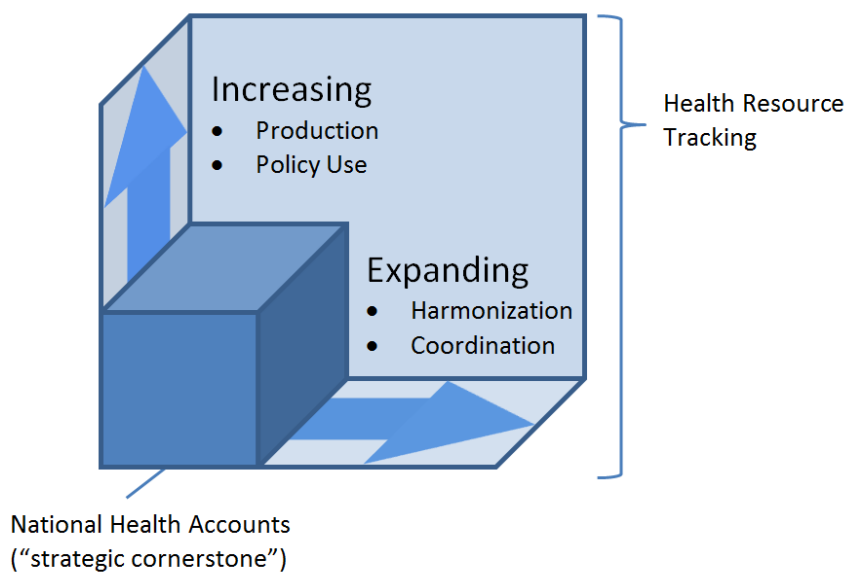 Increasing
• Production
• Policy Use
Health Resource
Tracking
Expanding
• Harmonization
• Coordination
National Health Accounts
(“strategic cornerstone”)